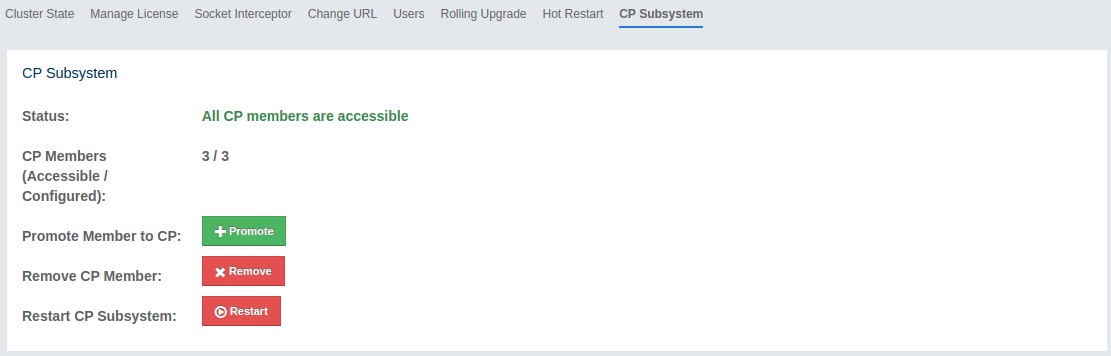 Cluster State Manage License Socket Interceptor Change URL Users Rolling Upgrade Hot Restart CP Subsystem
CP Subsystem
Status: All CP members are accessible
CP Members 3 / 3
(Accessible /
Configured):
Promote Member to CP: Promote
Remove CP Member: Remove
Restart CP Subsystem: Restart